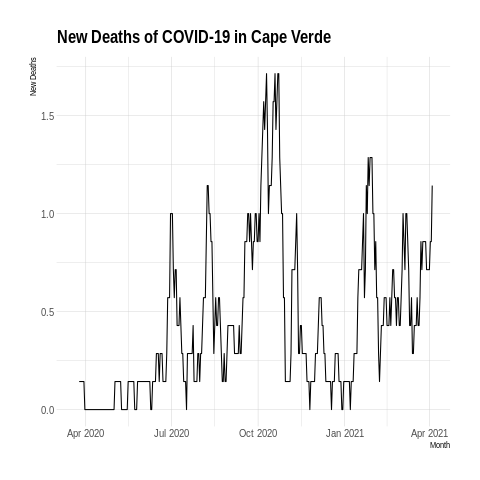 New Deaths of COVID-19 in Cape Verde
New Deaths
1.5
1.0
0.5
0.0
Apr 2020 Jul 2020 Oct 2020 Jan 2021 Apr 2021
Month